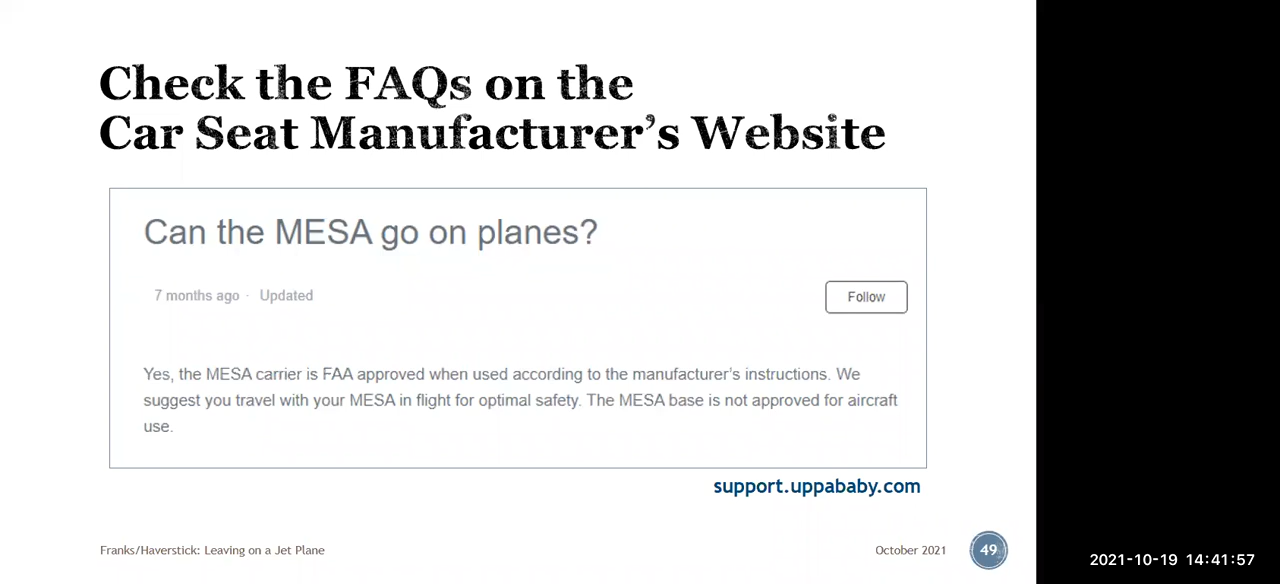 Check the FAQs on the
Car Seat Manufacturer’s Website
Can the MESA go on planes?
7 months ago · Updated
Follow
Yes, the MESA carrier is FAA approved when used according to the manufacturer’s instructions. We
suggest you travel with your MESA in flight for optimal safety. The MESA base is not approved for aircraft
use.
support.uppababy.com
Franks/Haverstick: Leaving on a Jet Plane
October 2021
49
2021-10-19 14:41:57